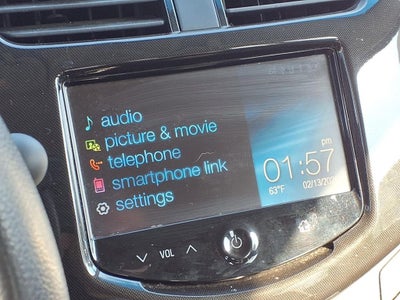 audio
picture & movie
telephone
smartphone link
settings
pm
01:57
63°F
VOL